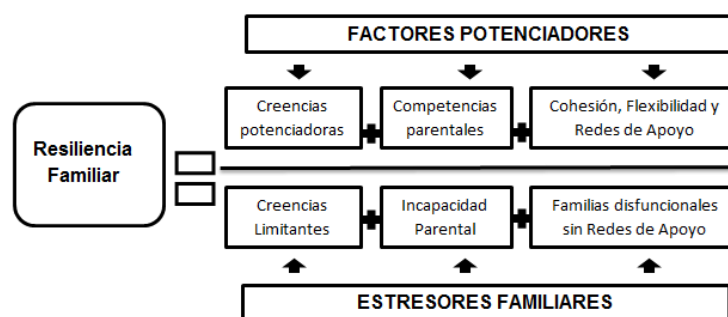 FACTORES POTENCIADORES
Creencias
potenciadoras
Competencias
parentales
Cohesión, Flexibilidad y
Redes de Apoyo
Resiliencia
Familiar
Creencias
Limitantes
Incapacidad
Parental
Familias disfuncionales
sin Redes de Apoyo
ESTRESORES FAMILIARES